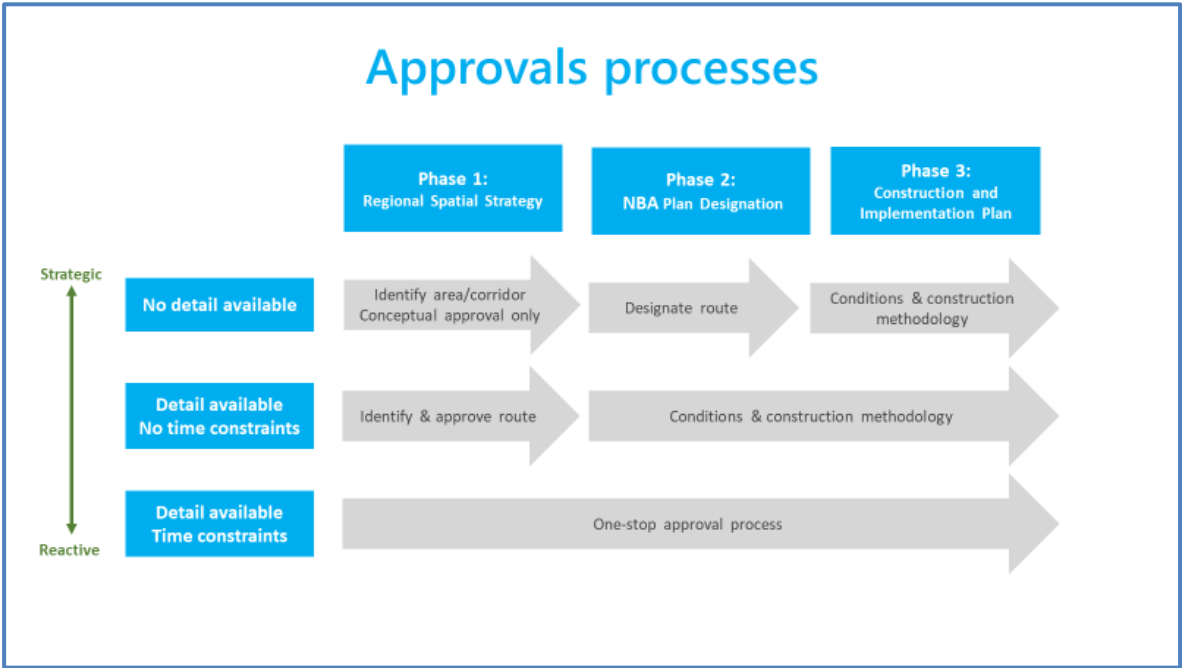 Approvals processes
Phase 1:
Regional Spatial Strategy
Phase 2:
NBA Plan Designation
Phase 3:
Construction and
Implementation Plan
Strategic
No detail available
Identify area/corridor
Conceptual approval only
Designate route
Conditions & construction
methodology
Detail available
No time constraints
Identify & approve route
Conditions & construction methodology
Detail available
Time constraints
One-stop approval process
Reactive